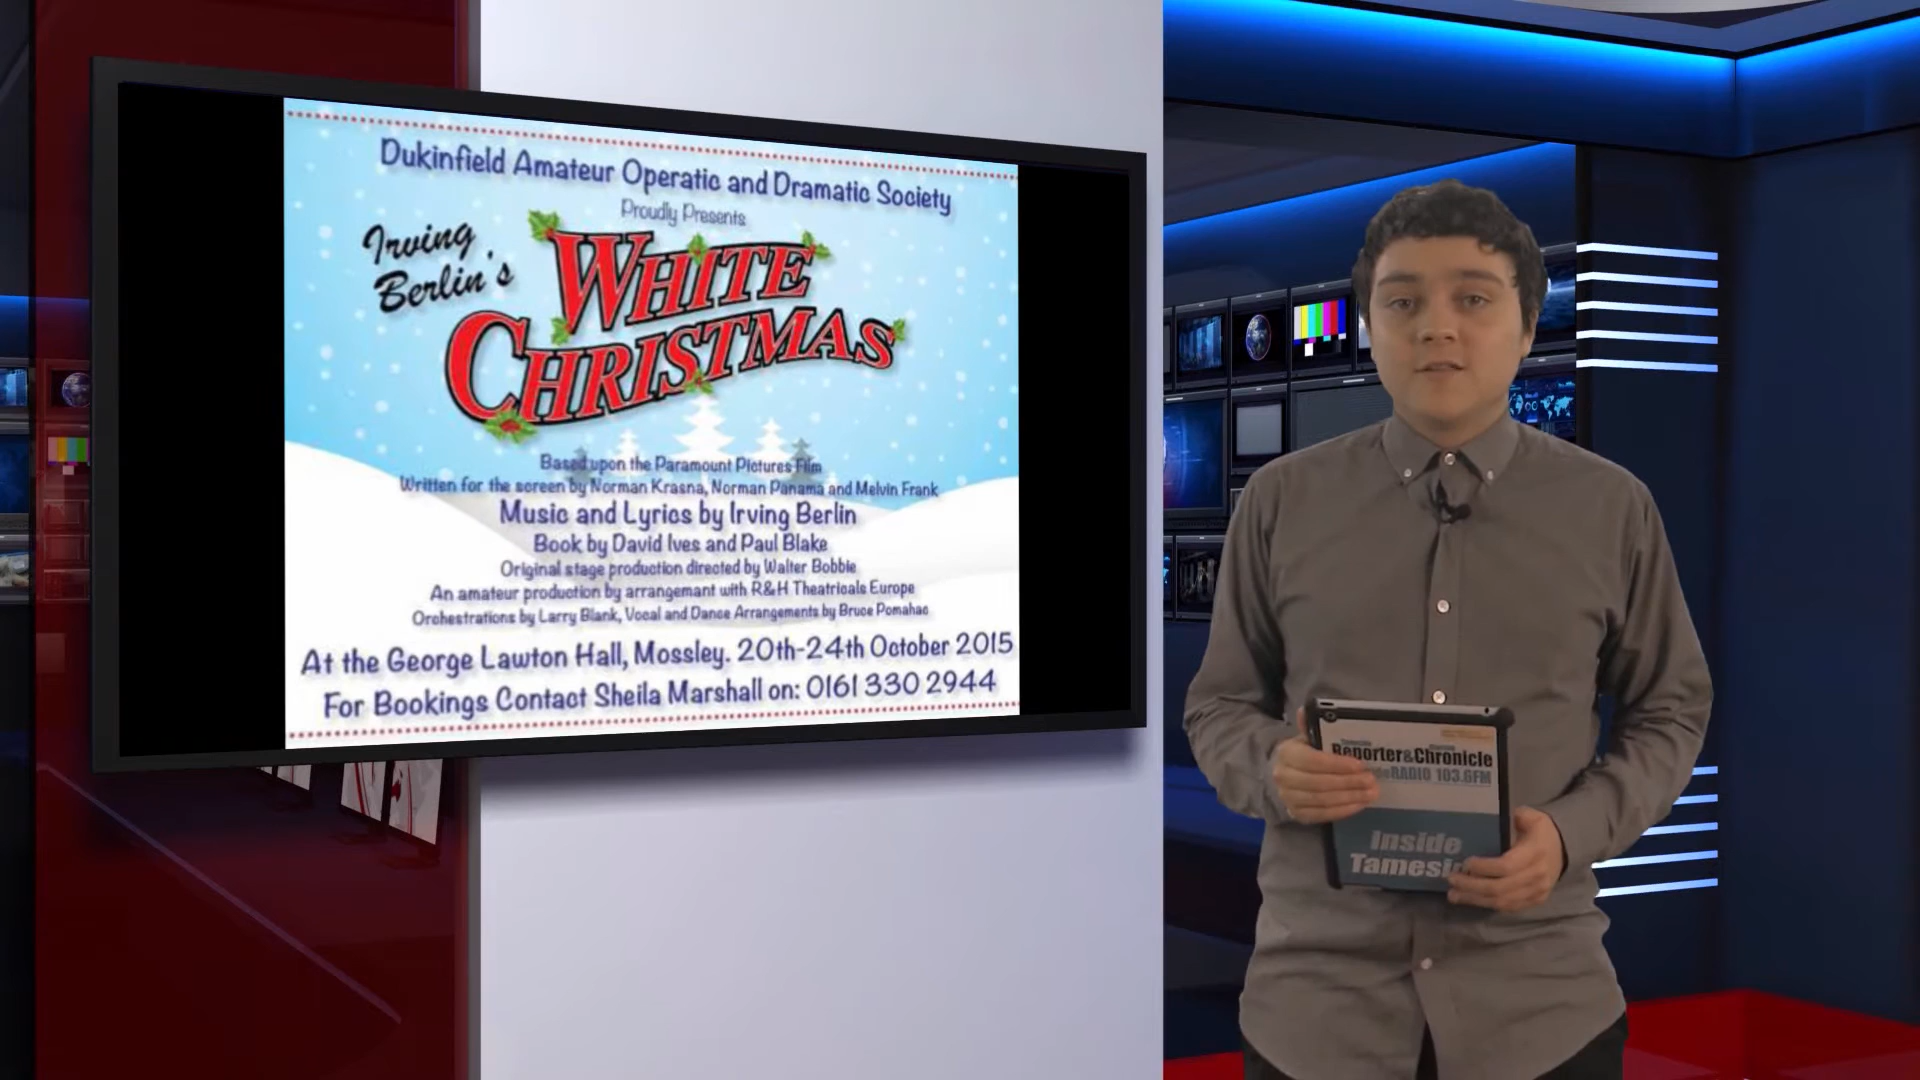 Dukinfield Amateur Operatic and Dramatic Society
Proudly Presents
Irving
Berlin's
WHITE
CHRISTMAS
Based upon the Paramount Pictures Film
Written for the screen by Norman Krasna, Norman Panama and Melvin Frank
Music and Lyrics by Irving Berlin
Book by David Ives and Paul Blake
Original stage production directed by Walter Bobbie
An amateur production by arrangemant with R&H Theatricals Europe
Orchestrations by Larry Blank, Vocal and Dance Arrangements by Bruce Pomahac
At the George Lawton Hall, Mossley. 20th-24th October 2015
For Bookings Contact Sheila Marshall on: 0161 330 2944
Reporter&Chronicle
RADIO 103.6FM
Inside